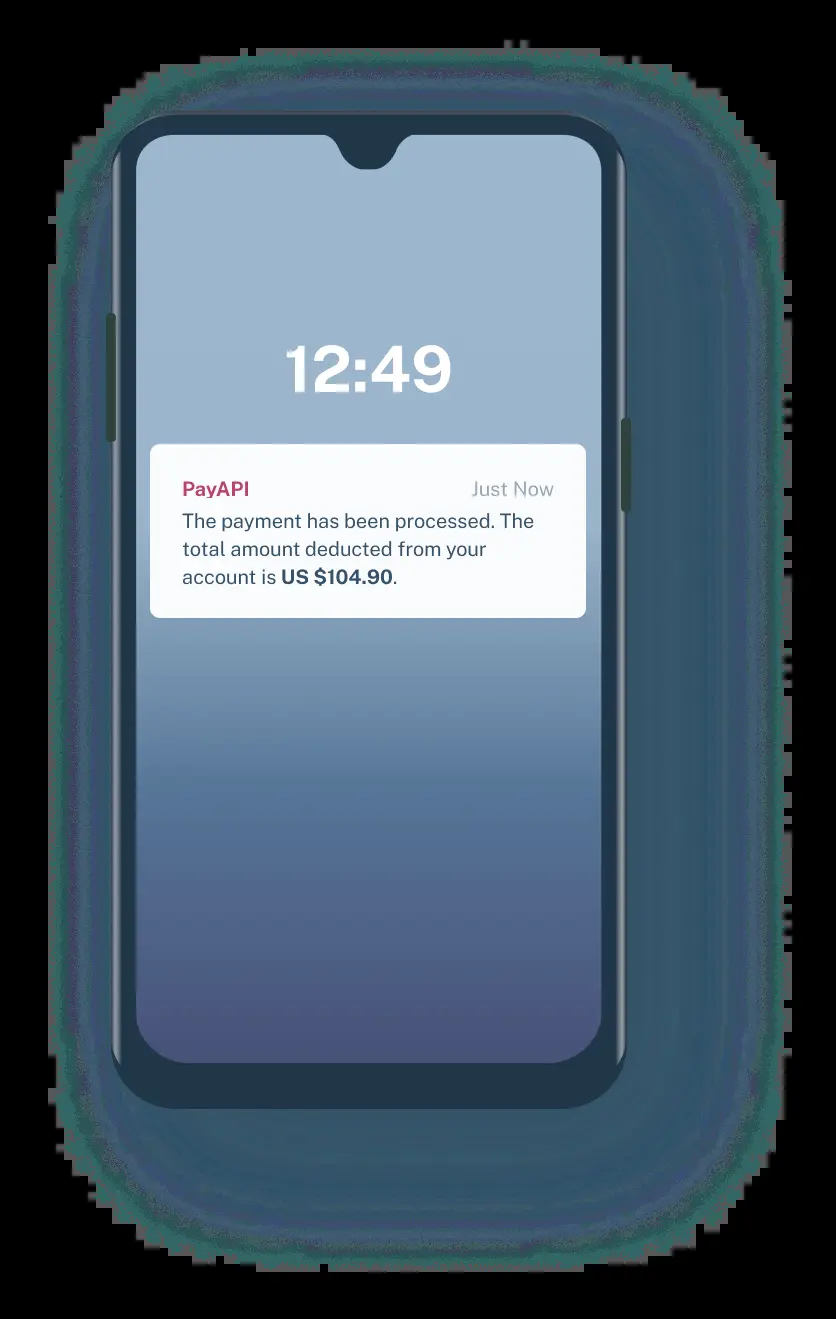 12:49
PayAPI Just Now
The payment has been processed. The
total amount deducted from your
account is US $104.90.